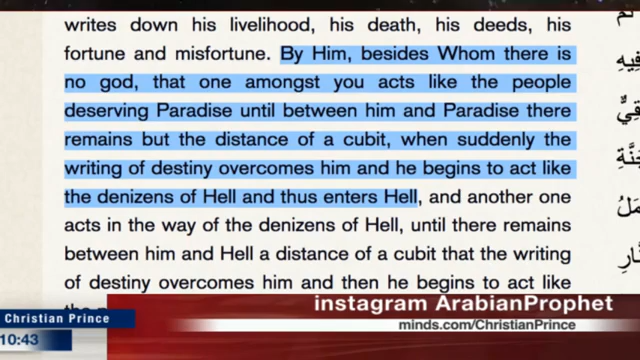 writes down his livelihood, his death, his deeds, his
fortune and misfortune. By Him, besides Whom there is
no god, that one amongst you acts like the people
deserving Paradise until between him and Paradise there
remains but the distance of a cubit, when suddenly the
writing of destiny overcomes him and he begins to act like
the denizens of Hell and thus enters Hell, and another one
acts in the way of the denizens of Hell, until there remains
between him and Hell a distance of a cubit that the writing
of destiny overcomes him and then he begins to act like
instagram ArabianProphet
Christian Prince
minds.com/ChristianPrince
10:43